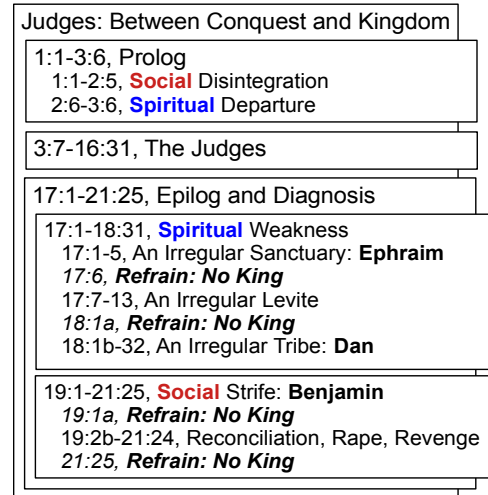 Judges: Between Conquest and Kingdom
1:1-3:6, Prolog
1:1-2:5, Social Disintegration
2:6-3:6, Spiritual Departure
3:7-16:31, The Judges
17:1-21:25, Epilog and Diagnosis
17:1-18:31, Spiritual Weakness
17:1-5, An Irregular Sanctuary: Ephraim
17:6, Refrain: No King
17:7-13, An Irregular Levite
18:1a, Refrain: No King
18:1b-32, An Irregular Tribe: Dan
19:1-21:25, Social Strife: Benjamin
19:1a, Refrain: No King
19:2b-21:24, Reconciliation, Rape, Revenge
21:25, Refrain: No King